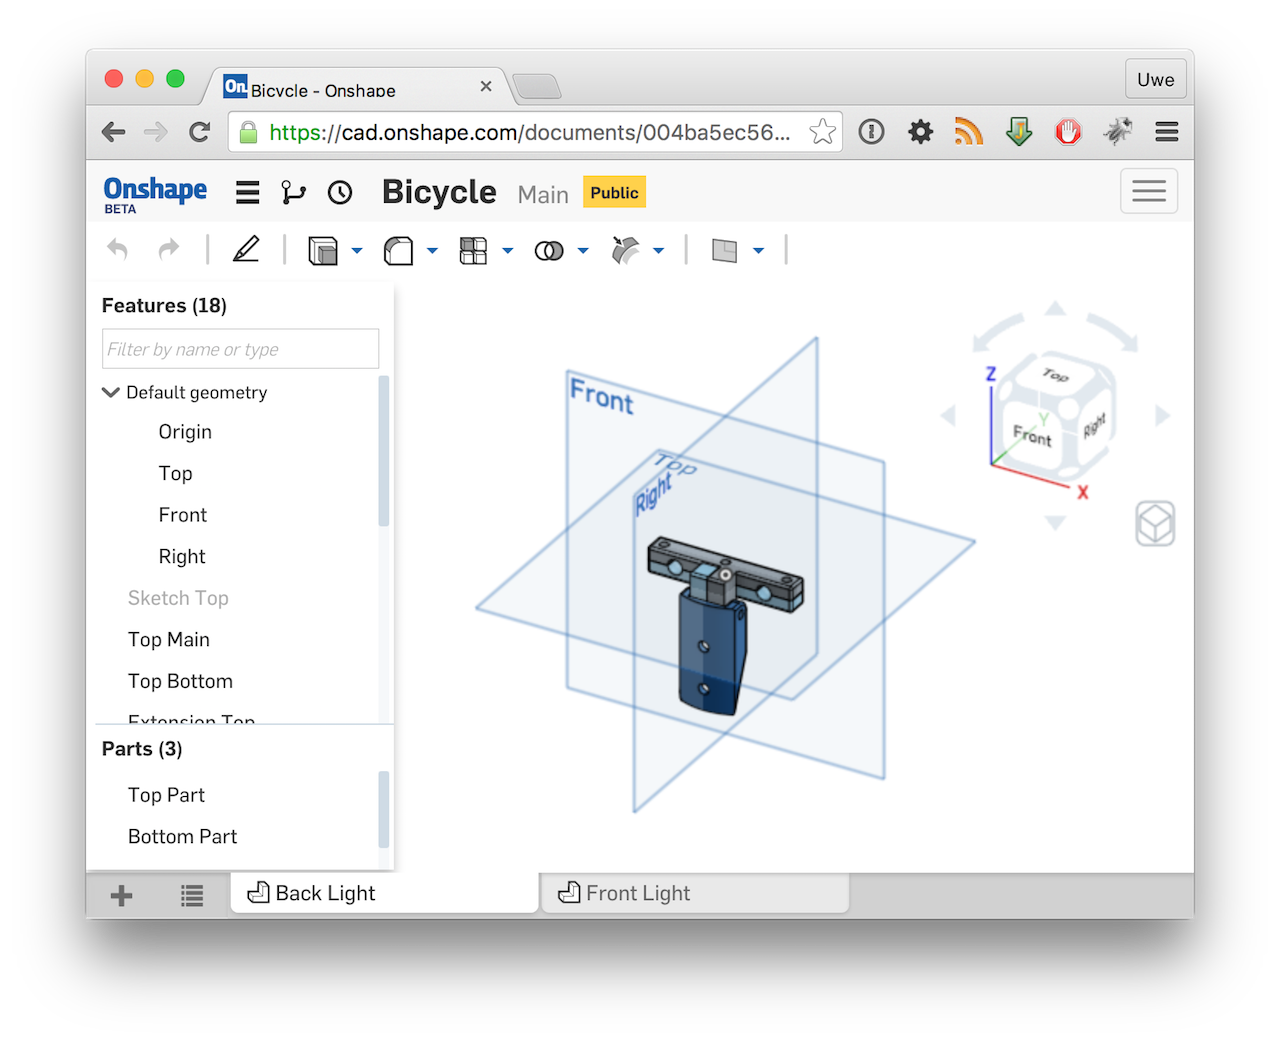 On.
Bicycle - Onshape
Uwe
https://cad.onshape.com/documents/004ba5ec56...
Onshape
BETA
Bicycle Main Public
Features (18)
Filter by name or type
Default geometry
Origin
Top
Front
Right
Sketch Top
Top Main
Top Bottom
Extension Top
Parts (3)
Top Part
Bottom Part
Front
Top
Right
Z
Top
Y
Front
Right
X
Back Light
Front Light